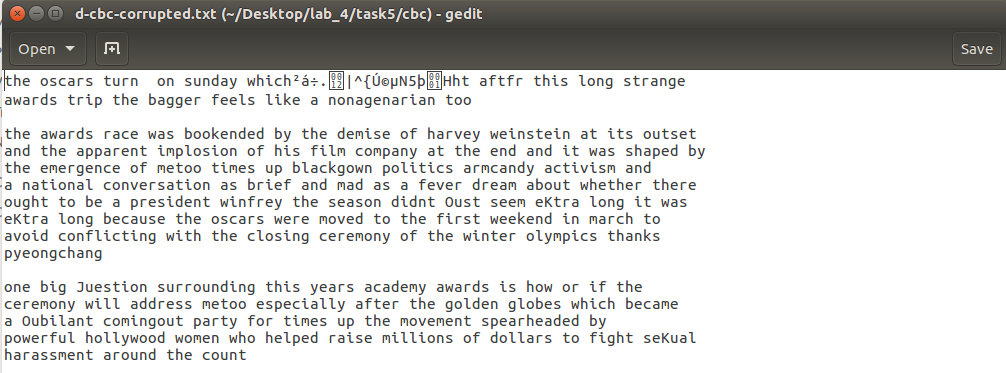 d-cbc-corrupted.txt (~/Desktop/lab_4/task5/cbc) - gedit
Open
Save
the oscars turn  on sunday which²á÷.0012|^{Ú©µN5þ0001Hht aftfr this long strange
awards trip the bagger feels like a nonagenarian too
the awards race was bookended by the demise of harvey weinstein at its outset
and the apparent implosion of his film company at the end and it was shaped by
the emergence of metoo times up blackgown politics armcandy activism and
a national conversation as brief and mad as a fever dream about whether there
ought to be a president winfrey the season didnt Oust seem eKtra long it was
eKtra long because the oscars were moved to the first weekend in march to
avoid conflicting with the closing ceremony of the winter olympics thanks
pyeongchang
one big Juestion surrounding this years academy awards is how or if the
ceremony will address metoo especially after the golden globes which became
a Oubilant comingout party for times up the movement spearheaded by
powerful hollywood women who helped raise millions of dollars to fight seKual
harassment around the count